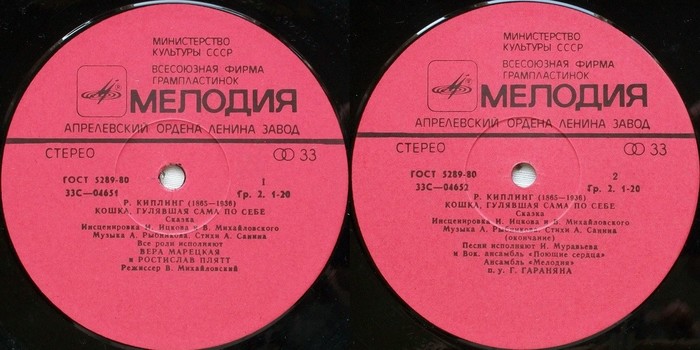 МИНИСТЕРСТВО
КУЛЬТУРЫ СССР
ВСЕСОЮЗНАЯ ФИРМА
ГРАМПЛАСТИНОК
МЕЛОДИЯ
АПРЕЛЕВСКИЙ ОРДЕНА ЛЕНИНА ЗАВОД
СТЕРЕО 33
ГОСТ 5289-80 1
33С—04651 Гр. 2. 1-20
Р. КИПЛИНГ (1865—1936)
КОШКА, ГУЛЯВШАЯ САМА ПО СЕБЕ
Сказка
Инсценировка Н. Ицкова и В. Михайловского
Музыка А. Рыбникова. Стихи А. Санина
Все роли исполняют
ВЕРА МАРЕЦКАЯ
и РОСТИСЛАВ ПЛЯТТ
Режиссер В. Михайловский
МИНИСТЕРСТВО
КУЛЬТУРЫ СССР
ВСЕСОЮЗНАЯ ФИРМА
ГРАМПЛАСТИНОК
МЕЛОДИЯ
АПРЕЛЕВСКИЙ ОРДЕНА ЛЕНИНА ЗАВОД
СТЕРЕО 33
ГОСТ 5289-80 2
33С—04652 Гр. 2. 1-20
Р. КИПЛИНГ (1865—1936)
КОШКА, ГУЛЯВШАЯ САМА ПО СЕБЕ
Сказка
Инсценировка Н. Ицкова и В. Михайловского
Музыка А. Рыбникова. Стихи А. Санина
(окончание)
Песни исполняют И. Муравьева
и Вок. ансамбль «Поющие сердца»
Ансамбль «Мелодия»
п. у Г. ГАРАНЯНА